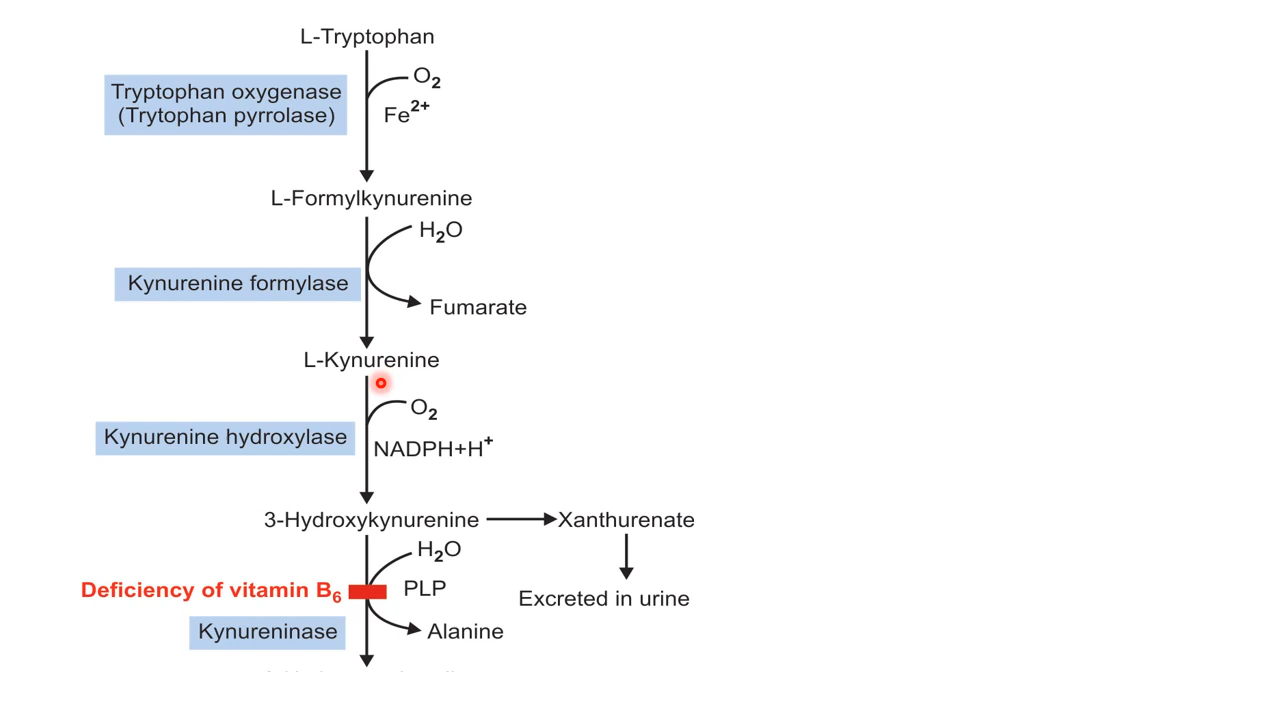 L-Tryptophan
O2
Tryptophan oxygenase
(Trytophan pyrrolase)
Fe2+
L-Formylkynurenine
H2O
Kynurenine formylase
Fumarate
L-Kynurenine
O2
Kynurenine hydroxylase
NADPH+H+
3-Hydroxykynurenine
Xanthurenate
H2O
Deficiency of vitamin B6
PLP
Excreted in urine
Kynureninase
Alanine